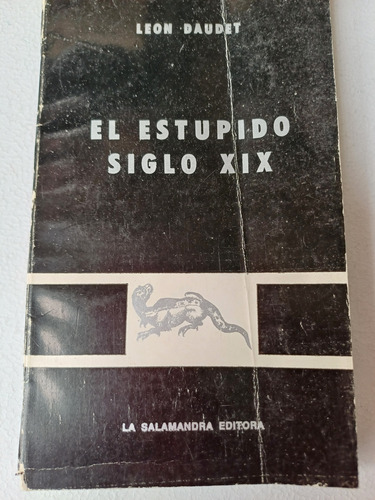 LEON DAUDET
EL ESTUPIDO
SIGLO XIX
LA SALAMANDRA EDITORA